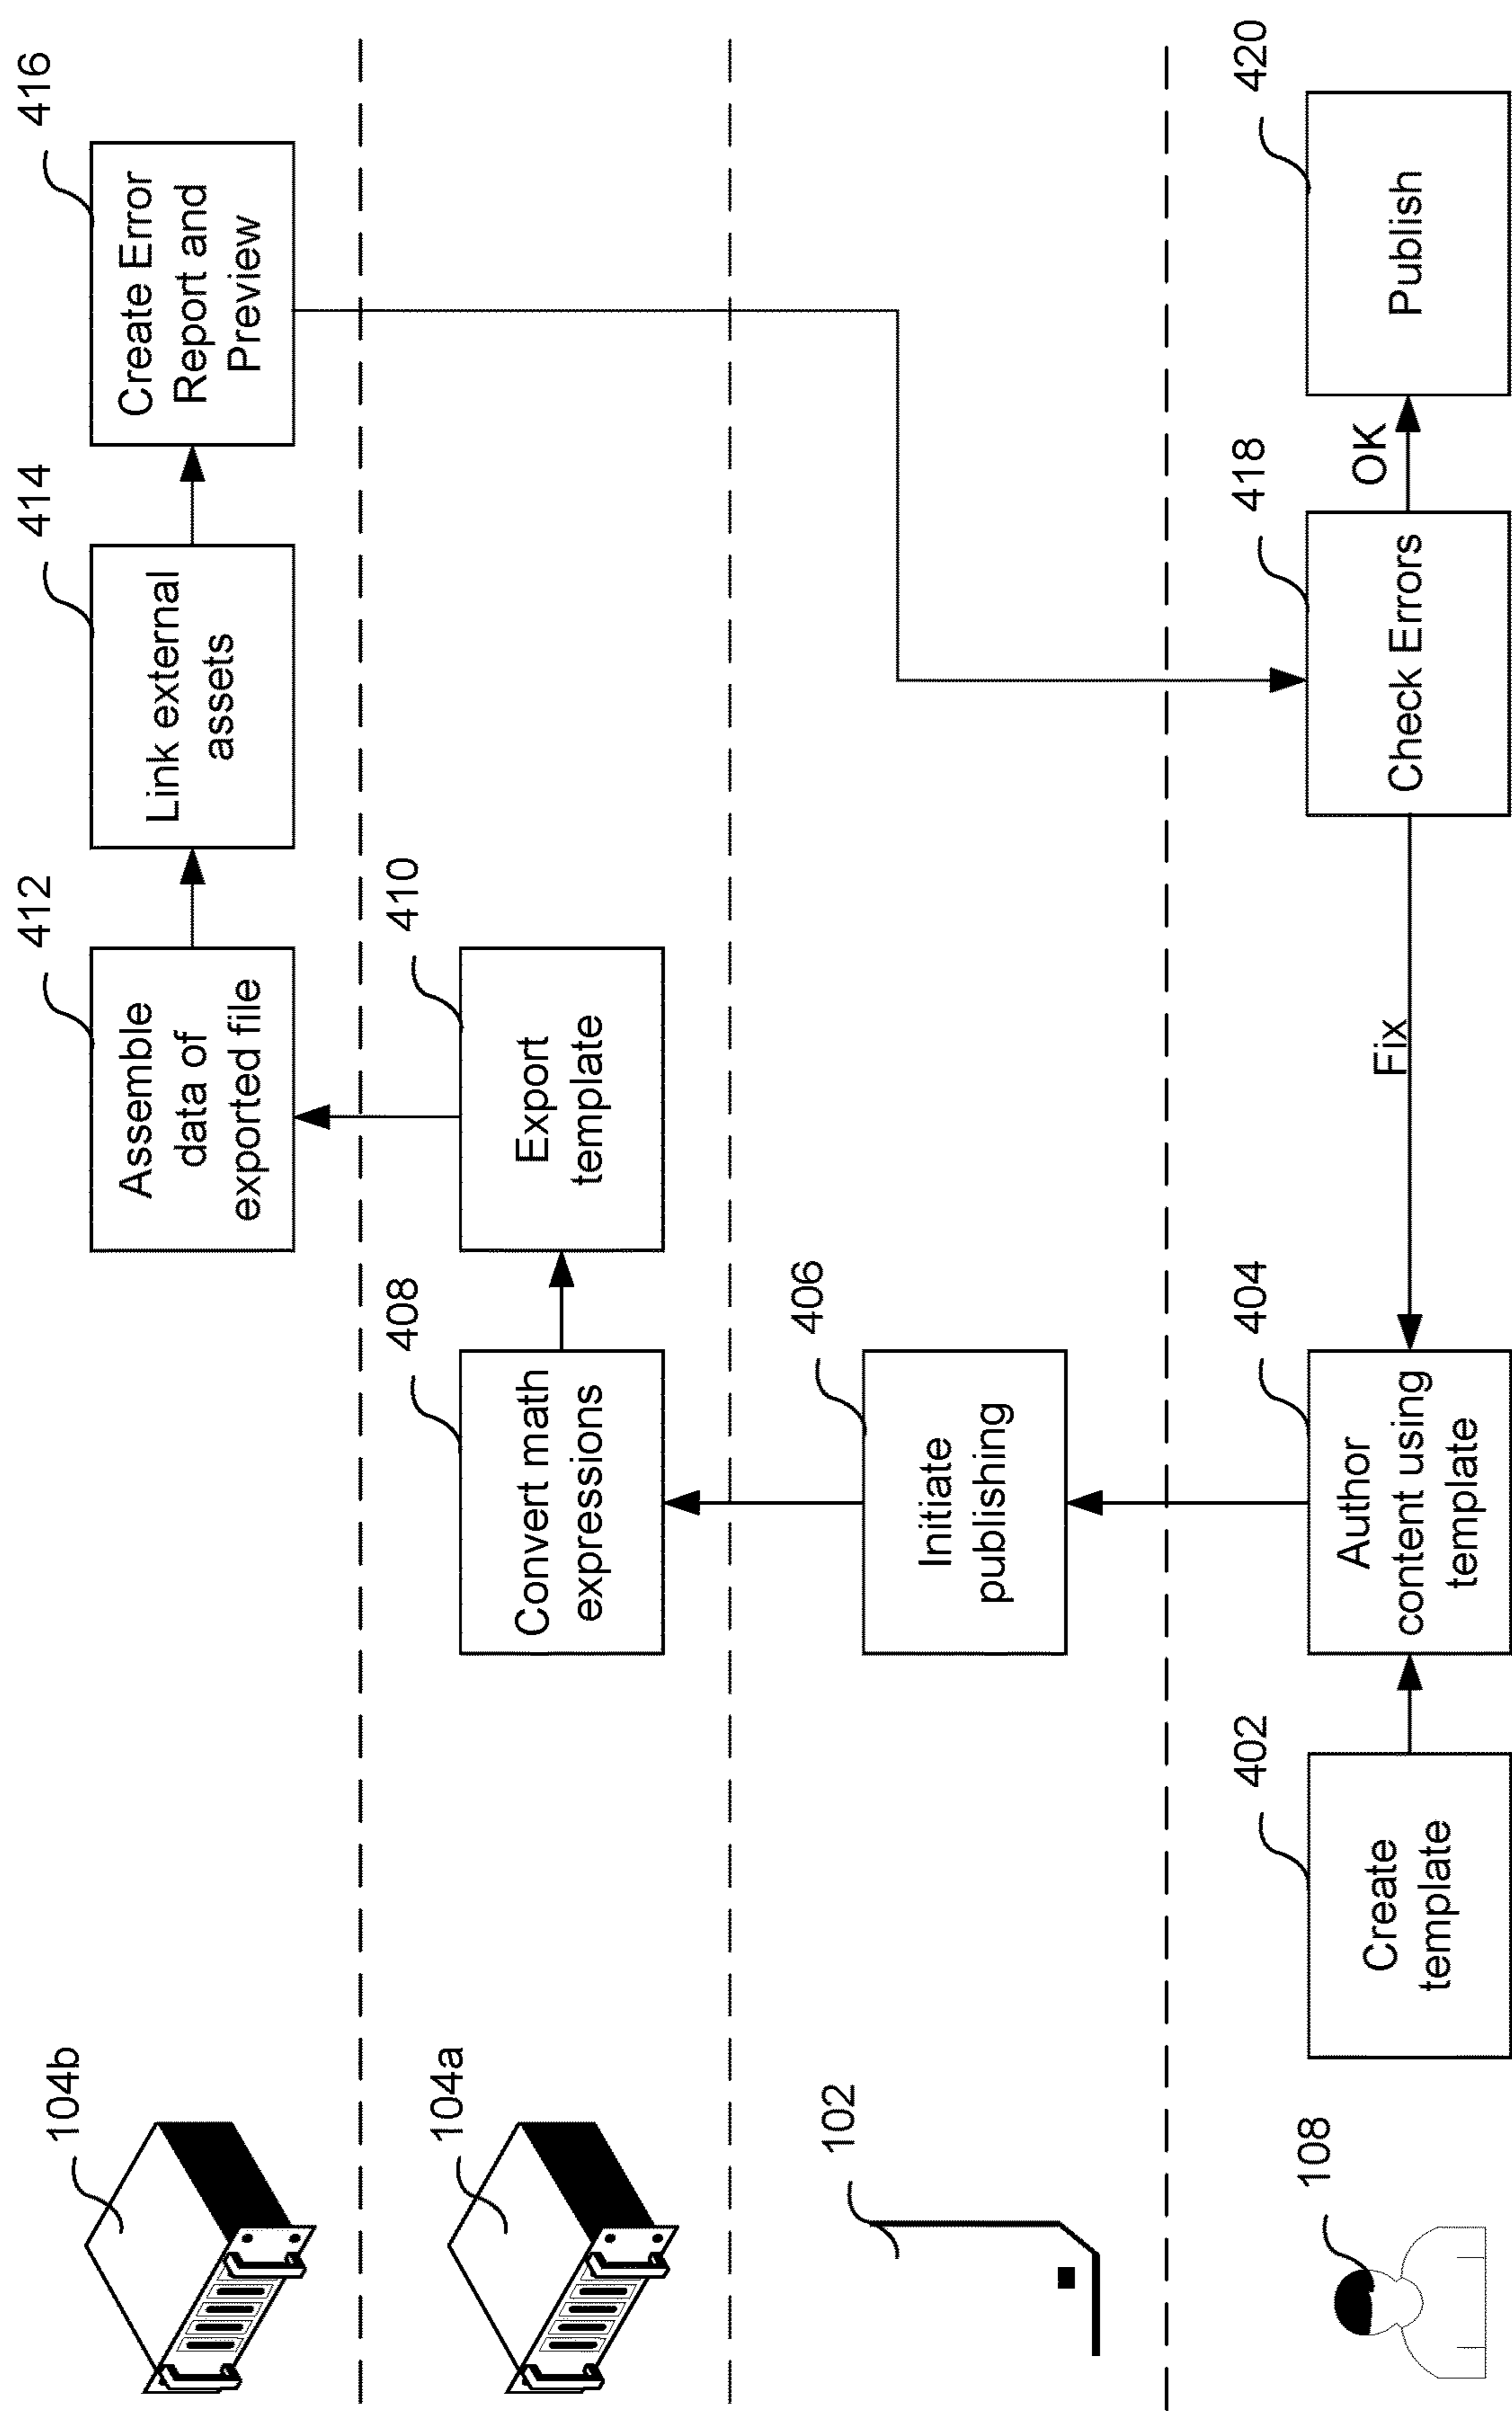 104b
412
Assemble
data of
exported file
414
Link external
assets
416
Create Error
Report and
Preview
104a
408
Convert math
expressions
410
Export
template
102
406
Initiate
publishing
108
402
Create
template
404
Author
content using
template
Fix
418
Check Errors
OK
420
Publish